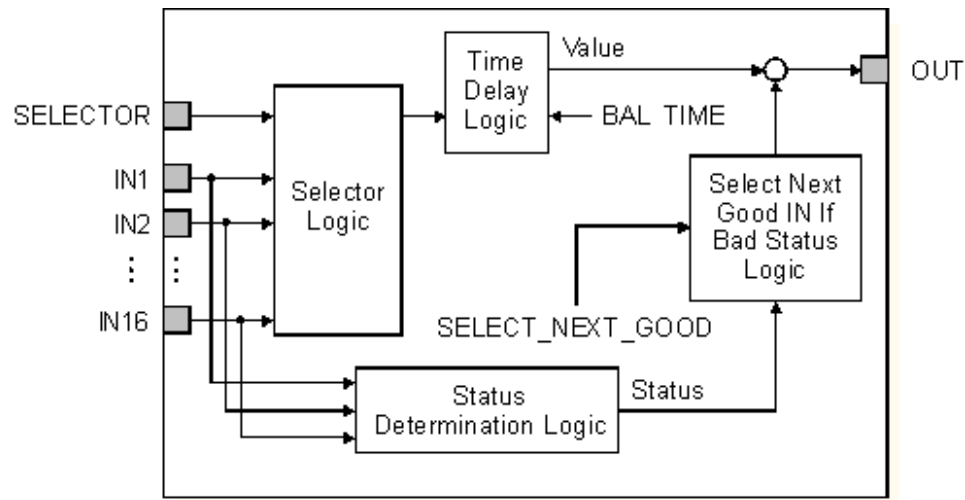 Value
Time
Delay
Logic
OUT
SELECTOR
BAL TIME
IN1
Selector
Logic
Select Next
Good IN If
Bad Status
Logic
IN2
IN16
SELECT_NEXT_GOOD
Status
Determination Logic
Status